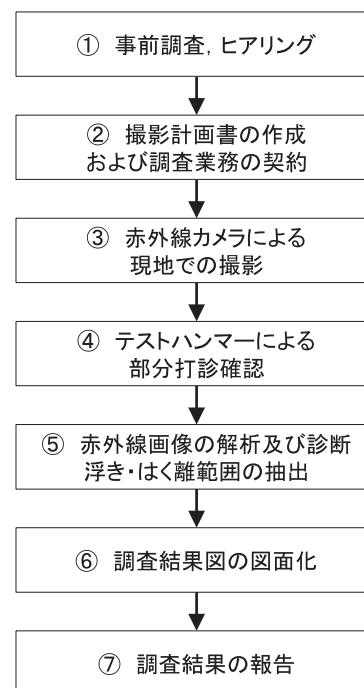 ① 事前調査，ヒアリング
② 撮影計画書の作成
および調査業務の契約
③ 赤外線カメラによる
現地での撮影
④ テストハンマーによる
部分打診確認
⑤ 赤外線画像の解析及び診断
浮き・はく離範囲の抽出
⑥ 調査結果図の図面化
⑦ 調査結果の報告